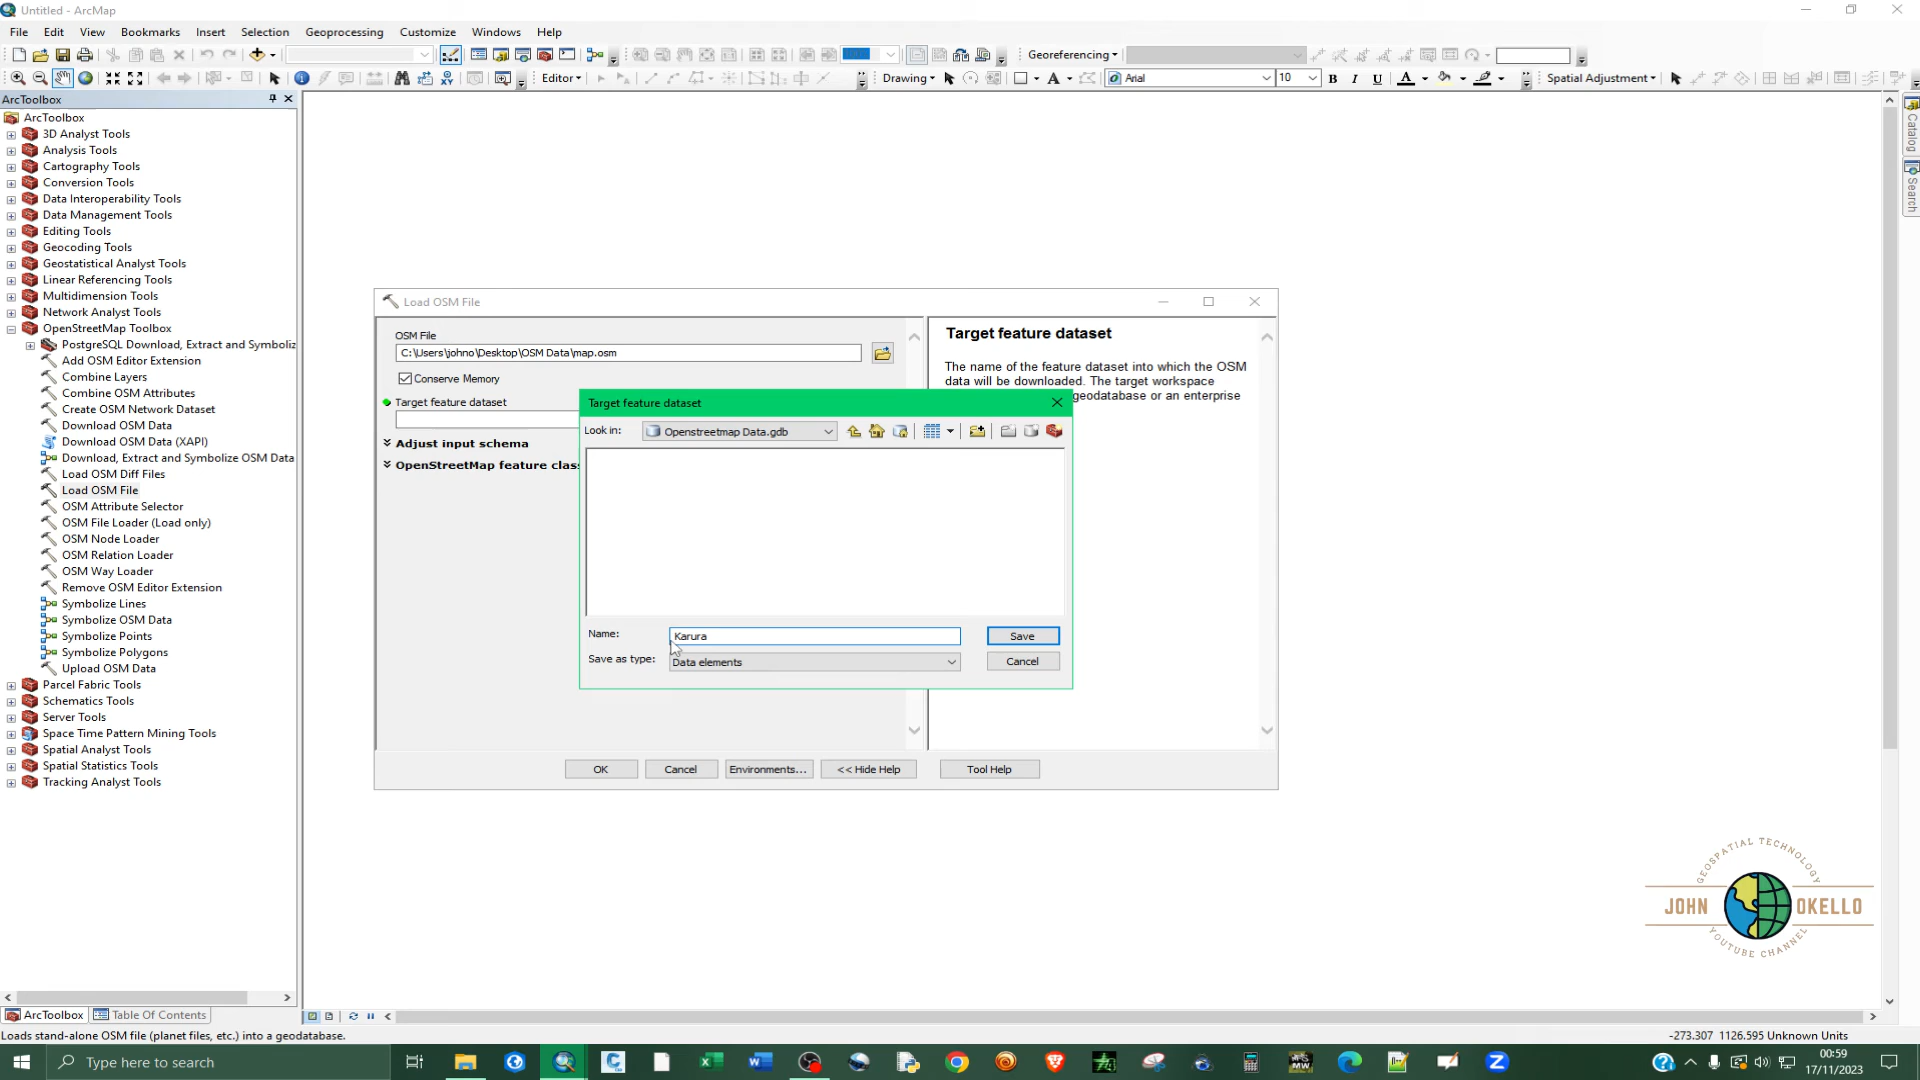 Untitled - ArcMap
File Edit View Bookmarks Insert Selection Geoprocessing Customize Windows Help
Georeferencing
Editor Drawing Arial 10 B I U A Spatial Adjustment
ArcToolbox
ArcToolbox
3D Analyst Tools
Analysis Tools
Cartography Tools
Conversion Tools
Data Interoperability Tools
Data Management Tools
Editing Tools
Geocoding Tools
Geostatistical Analyst Tools
Linear Referencing Tools
Multidimension Tools
Network Analyst Tools
OpenStreetMap Toolbox
PostgreSQL Download, Extract and Symboliz
Add OSM Editor Extension
Combine Layers
Combine OSM Attributes
Create OSM Network Dataset
Download OSM Data
Download OSM Data (XAPI)
Download, Extract and Symbolize OSM Data
Load OSM Diff Files
Load OSM File
OSM Attribute Selector
OSM File Loader (Load only)
OSM Node Loader
OSM Relation Loader
OSM Way Loader
Remove OSM Editor Extension
Symbolize Lines
Symbolize OSM Data
Symbolize Points
Symbolize Polygons
Upload OSM Data
Parcel Fabric Tools
Schematics Tools
Server Tools
Space Time Pattern Mining Tools
Spatial Analyst Tools
Spatial Statistics Tools
Tracking Analyst Tools
ArcToolbox Table Of Contents
Load OSM File
OSM File
C:\Users\johno\Desktop\OSM Data\map.osm
Conserve Memory
Target feature dataset
Adjust input schema
OpenStreetMap feature clas
OK Cancel Environments... << Hide Help Tool Help
Target feature dataset
The name of the feature dataset into which the OSM
data will be downloaded. The target workspace
geodatabase or an enterprise
Target feature dataset
Look in: Openstreetmap Data.gdb
Name: Karura Save
Save as type: Data elements Cancel
Catalog
Search
GEOSPATIAL TECHNOLOGY
JOHN OKELLO
YOUTUBE CHANNEL
Loads stand-alone OSM file (planet files, etc.) into a geodatabase.
-273.307 1126.595 Unknown Units
Type here to search
00:59
17/11/2023